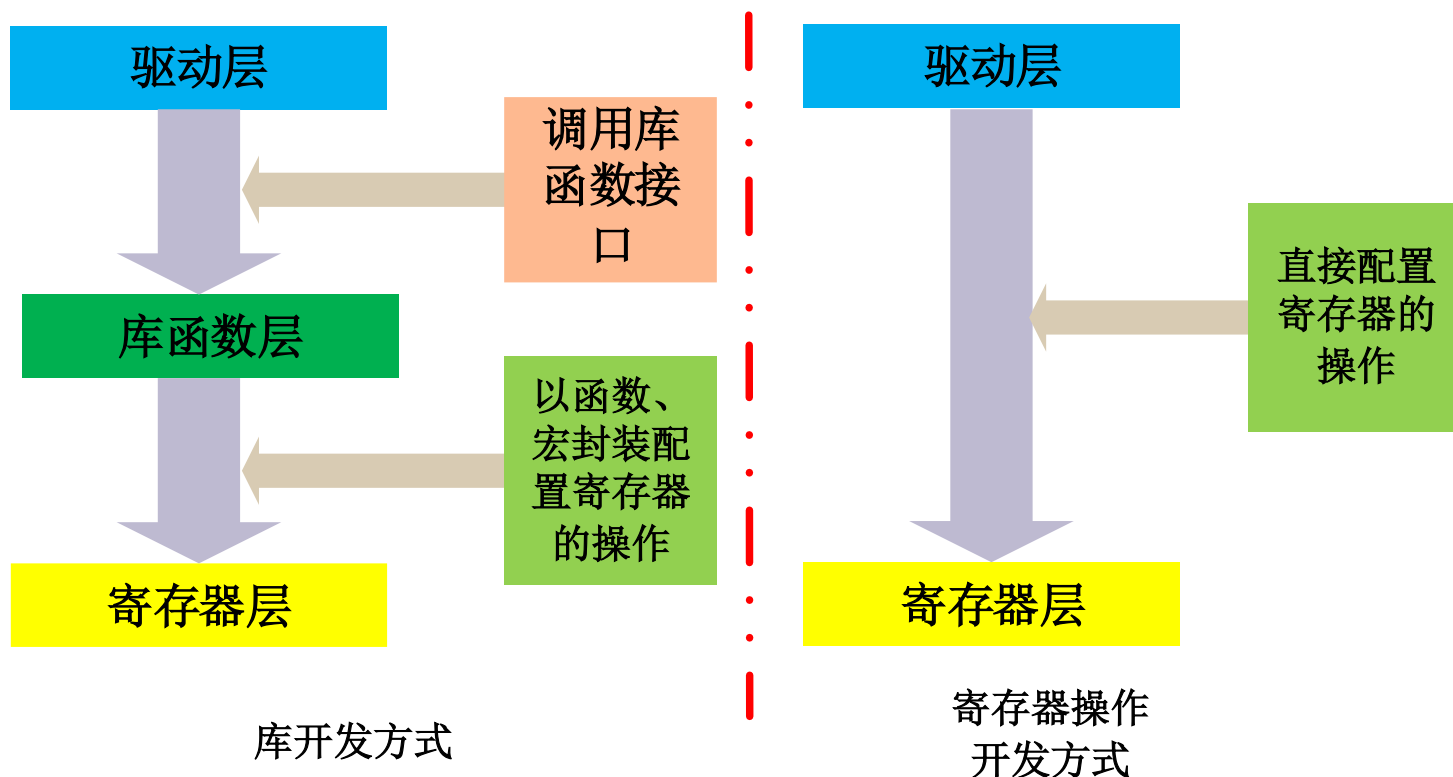 驱动层
调用库
函数接
口
库函数层
以函数、
宏封装配
置寄存器
的操作
寄存器层
库开发方式
驱动层
直接配置
寄存器的
操作
寄存器层
寄存器操作
开发方式